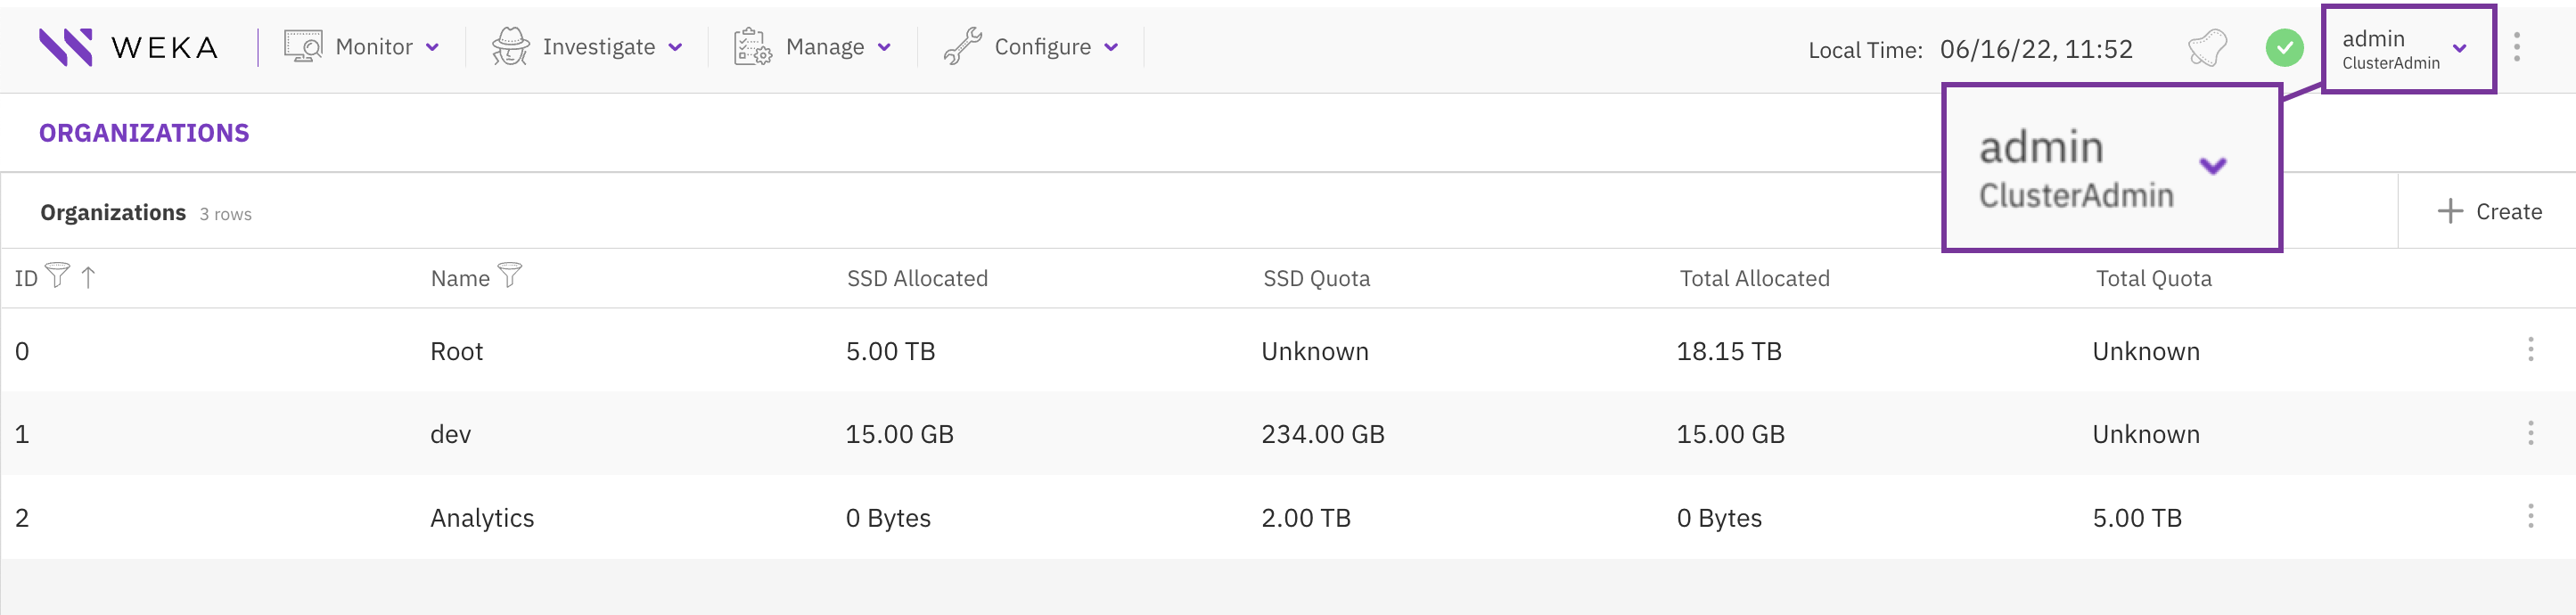 WEKA Monitor Investigate Manage Configure Local Time: 06/16/22, 11:52 admin
ClusterAdmin
ORGANIZATIONS
admin
ClusterAdmin
Organizations 3 rows Create
ID Name SSD Allocated SSD Quota Total Allocated Total Quota
0 Root 5.00 TB Unknown 18.15 TB Unknown
1 dev 15.00 GB 234.00 GB 15.00 GB Unknown
2 Analytics 0 Bytes 2.00 TB 0 Bytes 5.00 TB